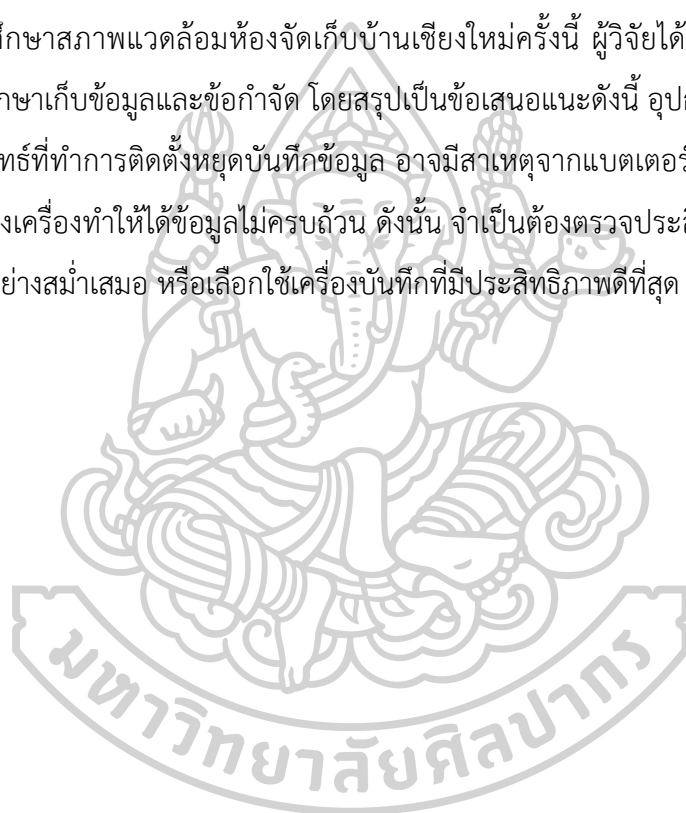 ศึกษาสภาพแวดล้อมห้องจัดเก็บบ้านเชียงใหม่ครั้งนี้ ผู้วิจัยได้
กษาเก็บข้อมูลและข้อกำจัด โดยสรุปเป็นข้อเสนอแนะดังนี้
ทธ์ที่ทำการติดตั้งหยุดบันทึกข้อมูล อาจมีสาเหตุจากแบตเตอร
งเครื่องทำให้ได้ข้อมูลไม่ครบถ้วน ดังนั้น จำเป็นต้องตรวจประสิ
ย่างสม่ำเสมอ หรือเลือกใช้เครื่องบันทึกที่มีประสิทธิภาพดีที่สุด
มหาวิทยาลัยศิลปากร